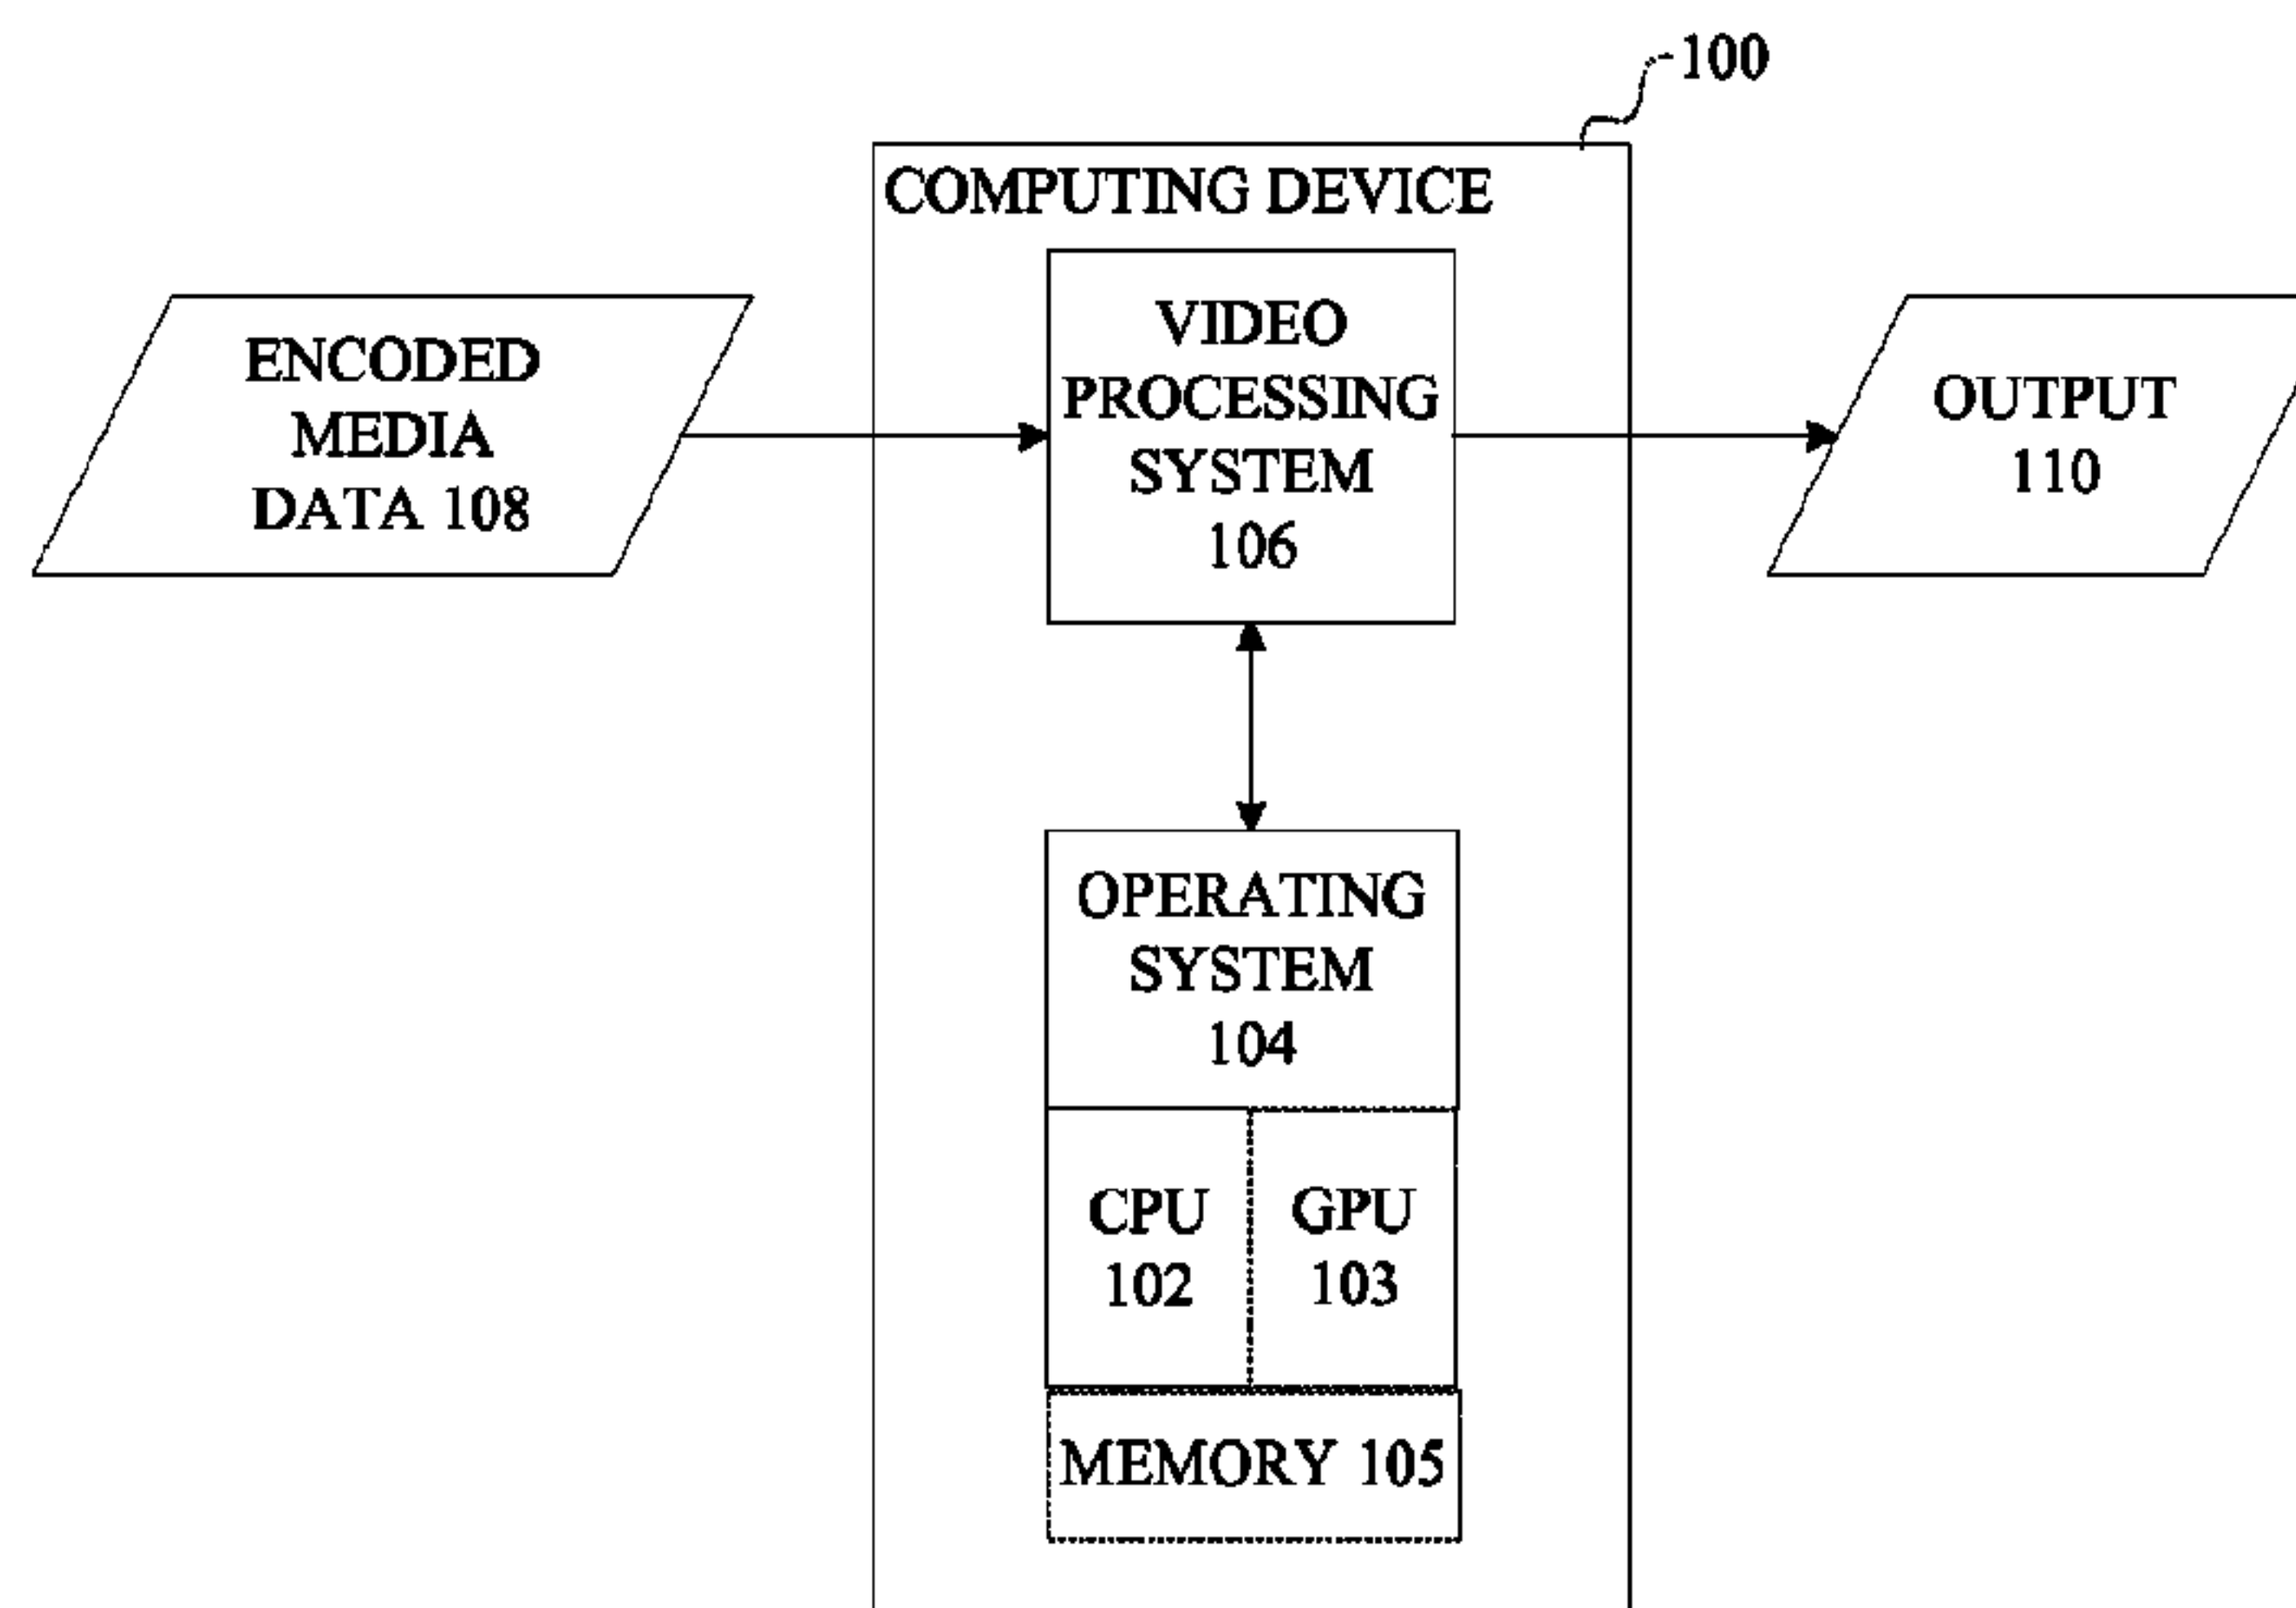 100
COMPUTING DEVICE
ENCODED
MEDIA
DATA 108
VIDEO
PROCESSING
SYSTEM
106
OUTPUT
110
OPERATING
SYSTEM
104
CPU
102
GPU
103
MEMORY 105